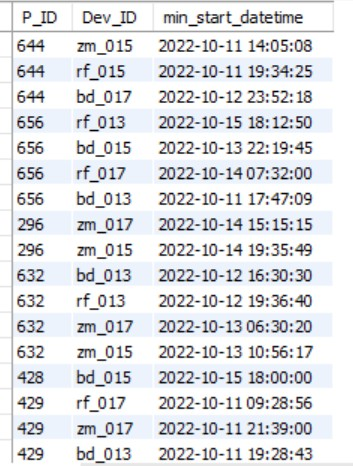 P_ID Dev_ID min_start_datetime
644 zm_015 2022-10-11 14:05:08
644 rf_015 2022-10-11 19:34:25
644 bd_017 2022-10-12 23:52:18
656 rf_013 2022-10-15 18:12:50
656 bd_015 2022-10-13 22:19:45
656 rf_017 2022-10-14 07:32:00
656 bd_013 2022-10-11 17:47:09
296 zm_017 2022-10-14 15:15:15
296 zm_015 2022-10-14 19:35:49
632 bd_013 2022-10-12 16:30:30
632 rf_013 2022-10-12 19:36:40
632 zm_017 2022-10-13 06:30:20
632 zm_015 2022-10-13 10:56:17
428 bd_015 2022-10-15 18:00:00
429 rf_017 2022-10-11 09:28:56
429 zm_017 2022-10-11 21:39:00
429 bd_013 2022-10-11 19:28:43